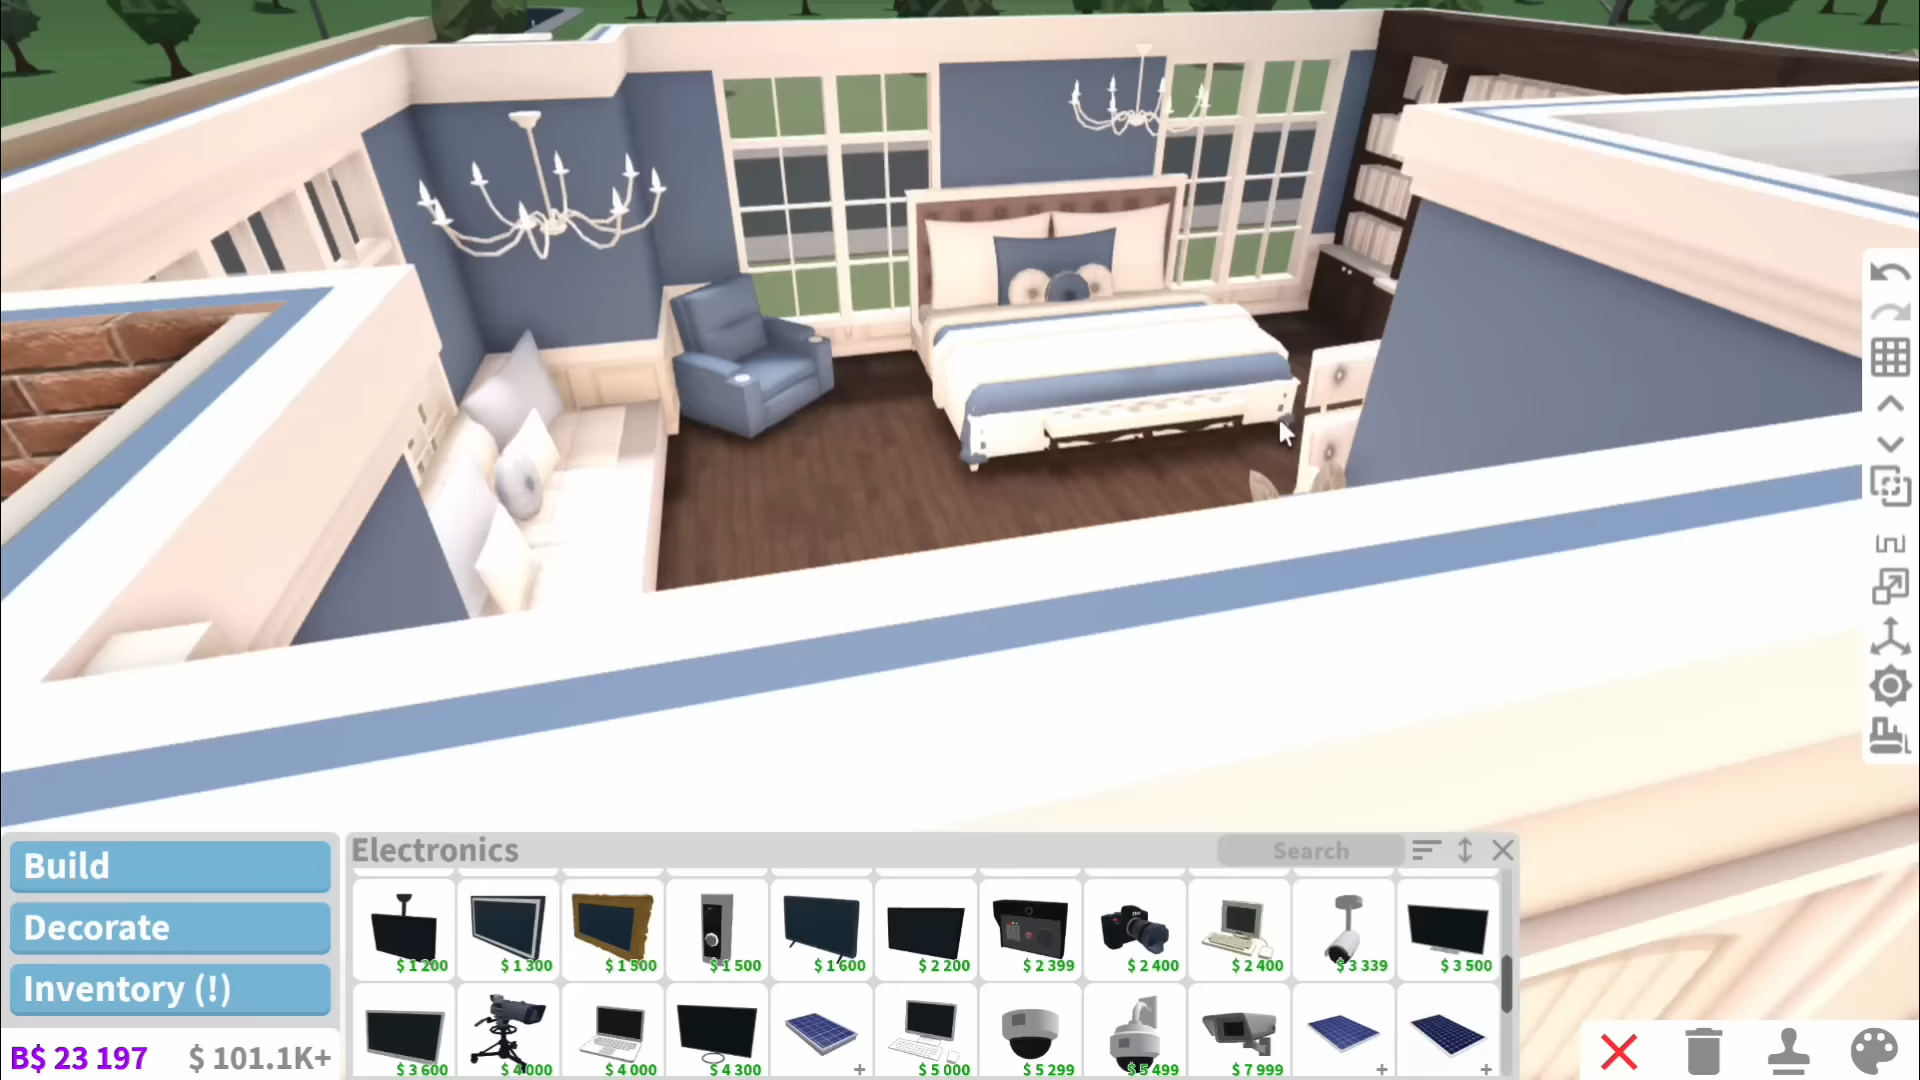 Electronics
Search
Build
Decorate
Inventory (!)
B$ 23 197
$ 101.1K+
$ 1 200
$ 1 300
$ 1 500
$ 1 500
$ 1 600
$ 2 200
$ 2 399
$ 2 400
$ 2 400
$ 3 339
$ 3 500
$ 3 600
$ 4 000
$ 4 000
$ 4 300
+
$ 5 000
$ 5 299
$ 5 499
$ 7 999
+
+